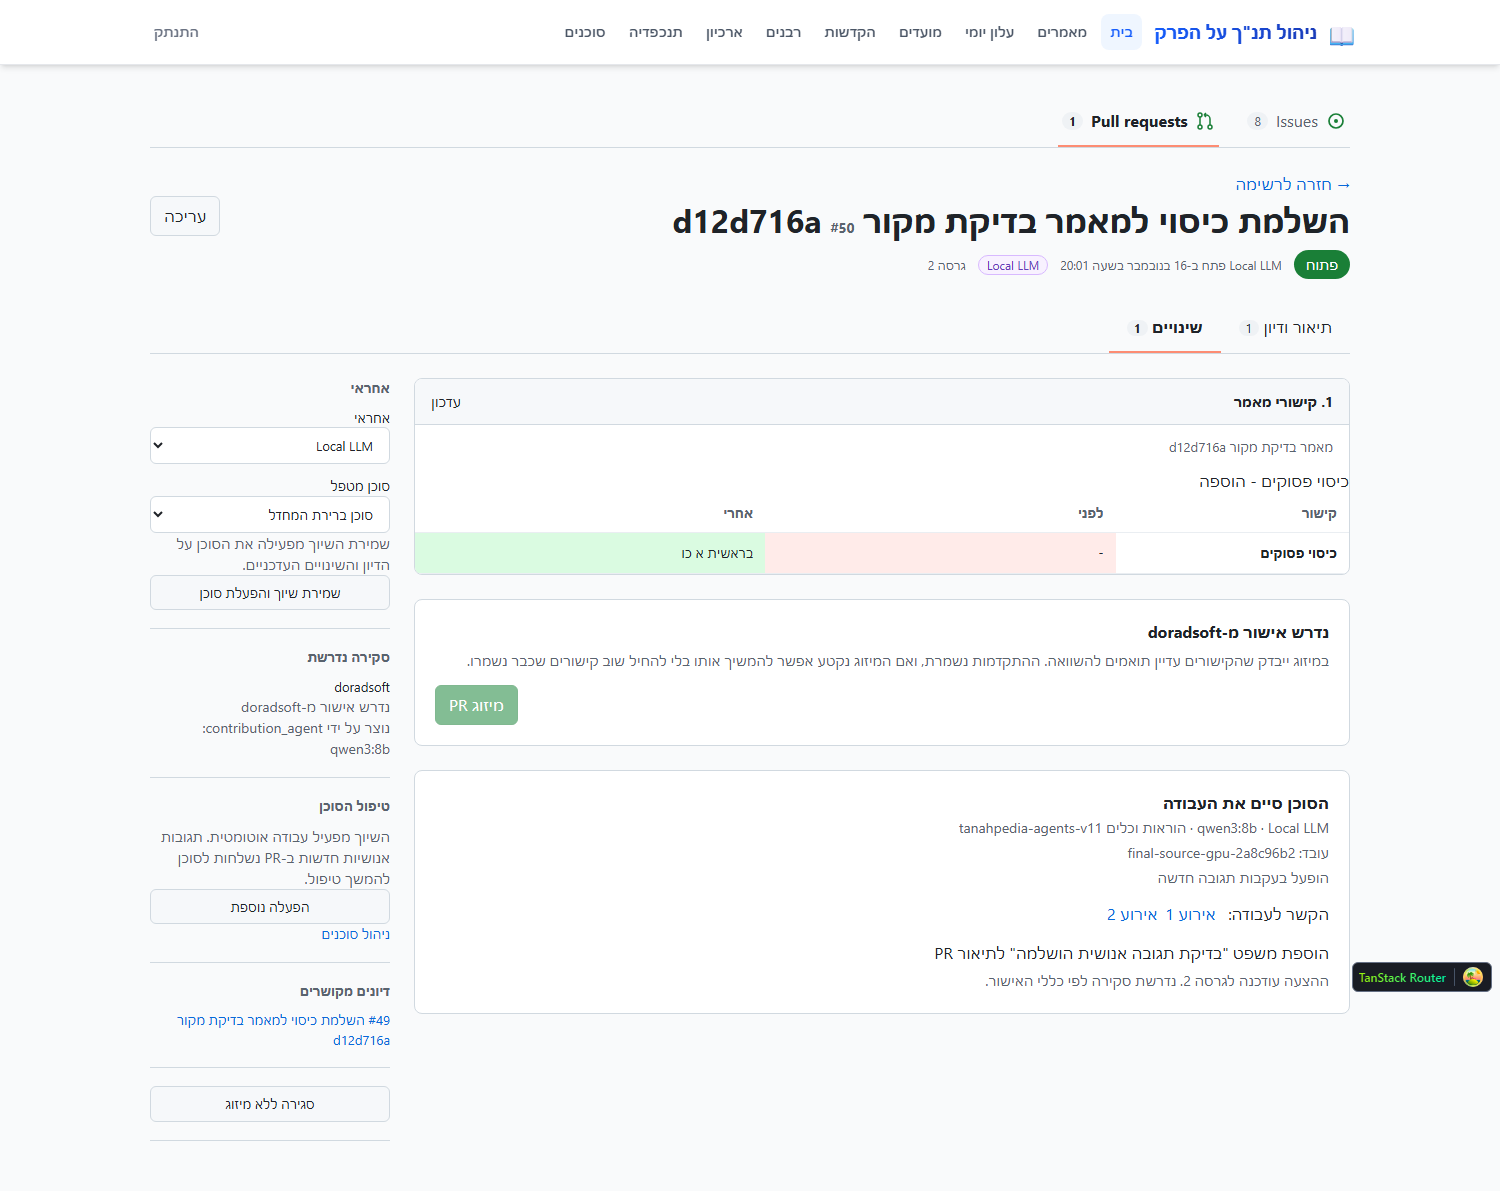 ניהול תנ"ך על הפרק
בית
מאמרים
עלון יומי
מועדים
הקדשות
רבנים
ארכיון
תנכפדיה
סוכנים
התנתק
Issues 8
Pull requests 1
→ חזרה לרשימה
השלמת כיסוי למאמר בדיקת מקור d12d716a #50
עריכה
פתוח
Local LLM פתח ב-16 בנובמבר בשעה 20:01
Local LLM
גרסה 2
תיאור ודיון 1
שינויים 1
1. קישורי מאמר
עדכון
מאמר בדיקת מקור d12d716a
כיסוי פסוקים - הוספה
קישור
לפני
אחרי
כיסוי פסוקים
-
בראשית א כו
נדרש אישור מ-doradsoft
במיזוג ייבדק שהקישורים עדיין תואמים להשוואה. ההתקדמות נשמרת, ואם המיזוג נקטע אפשר להמשיך אותו בלי להחיל שוב קישורים שכבר נשמרו.
מיזוג PR
הסוכן סיים את העבודה
Local LLM · qwen3:8b · הוראות וכלים tanahpedia-agents-v11
עובד: final-source-gpu-2a8c96b2
הופעל בעקבות תגובה חדשה
הקשר לעבודה: אירוע 1 אירוע 2
הוספת משפט "בדיקת תגובה אנושית הושלמה" לתיאור PR
ההצעה עודכנה לגרסה 2. נדרשת סקירה לפי כללי האישור.
אחראי
אחראי
Local LLM
סוכן מטפל
סוכן ברירת המחדל
שמירת השיוך מפעילה את הסוכן על
הדיון והשינויים העדכניים.
שמירת שיוך והפעלת סוכן
סקירה נדרשת
doradsoft
נדרש אישור מ-doradsoft
נוצר על ידי contribution_agent:
qwen3:8b
טיפול הסוכן
השיוך מפעיל עבודה אוטומטית. תגובות
אנושיות חדשות ב-PR נשלחות לסוכן
להמשך טיפול.
הפעלה נוספת
ניהול סוכנים
דיונים מקושרים
#49 השלמת כיסוי למאמר בדיקת מקור
d12d716a
סגירה ללא מיזוג
TanStack Router